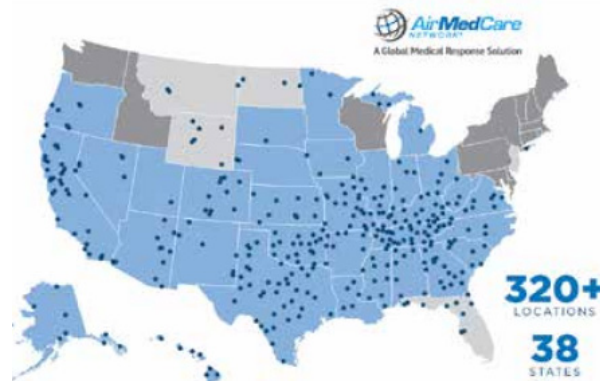 AirMedCare
NETWORK®
A Global Medical Response Solution
320+
LOCATIONS
38
STATES